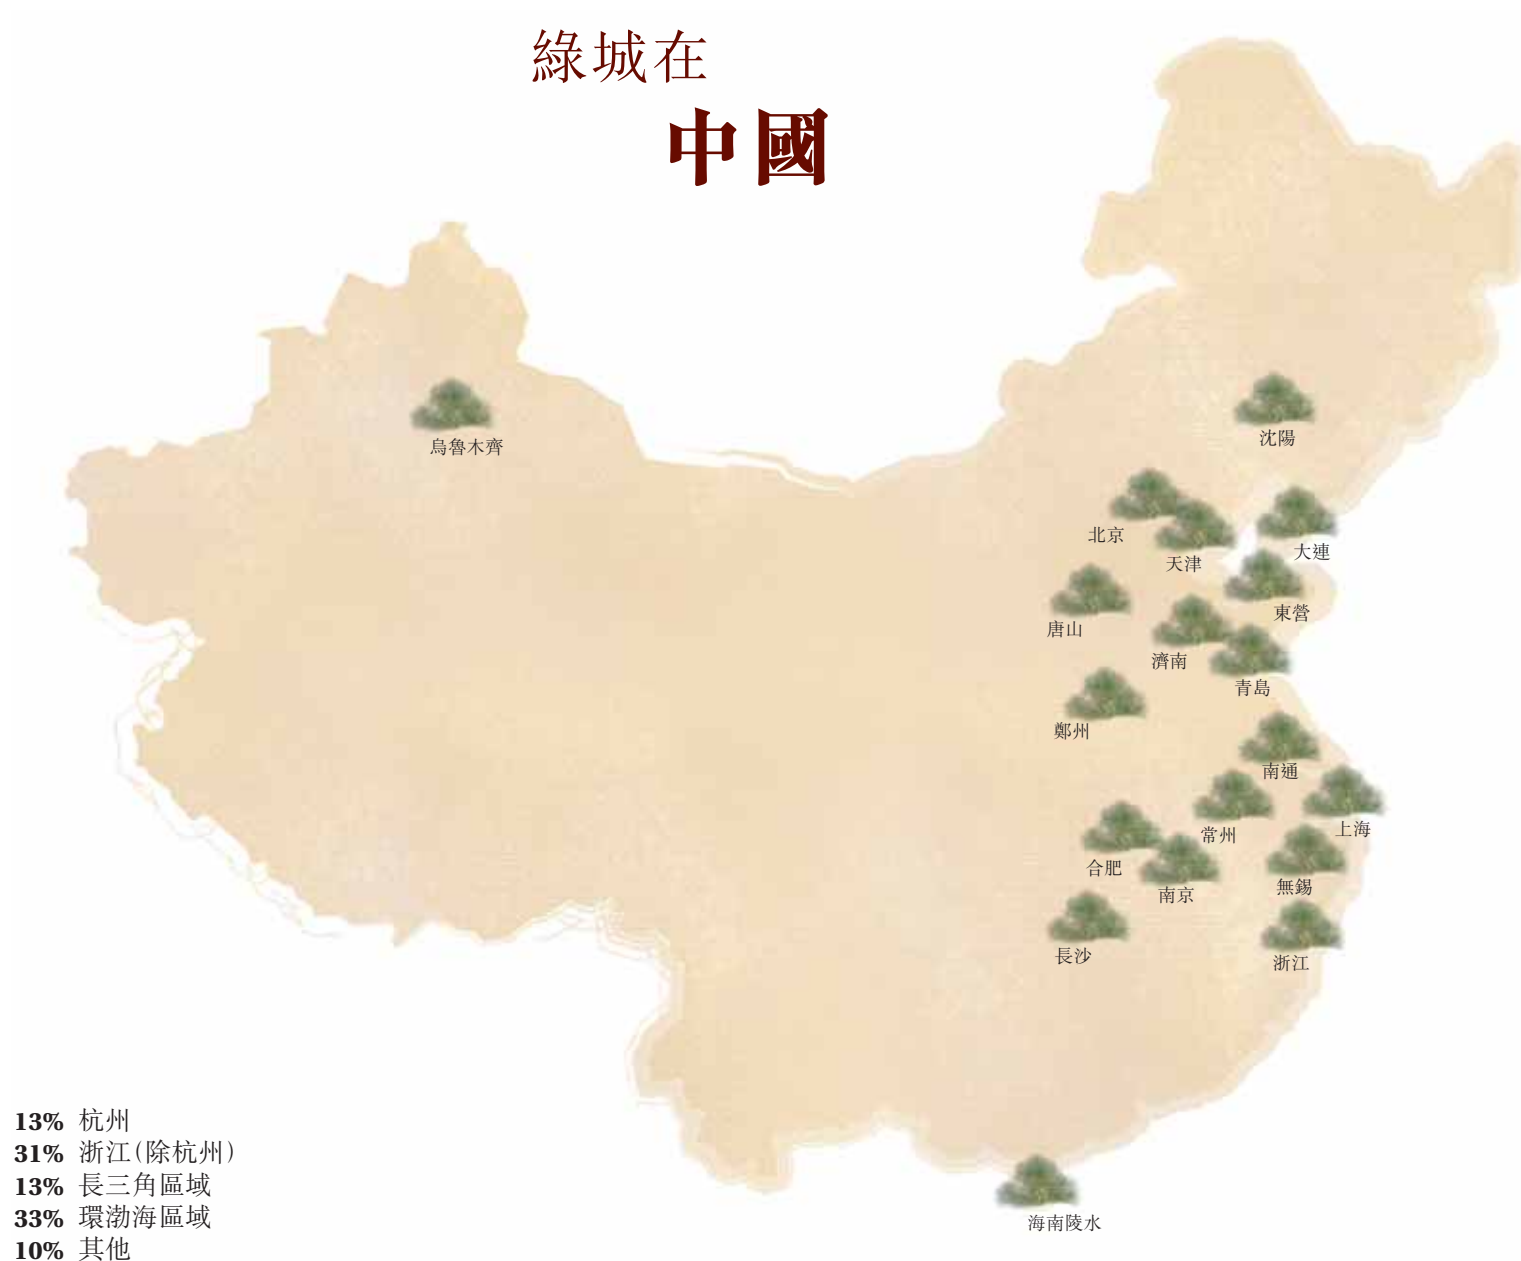 綠城在
中國
烏魯木齊
沈陽
北京
天津
大連
唐山
東營
濟南
青島
鄭州
南通
常州
上海
合肥
南京
無錫
長沙
浙江
海南陵水
13% 杭州
31% 浙江(除杭州)
13% 長三角區域
33% 環渤海區域
10% 其他